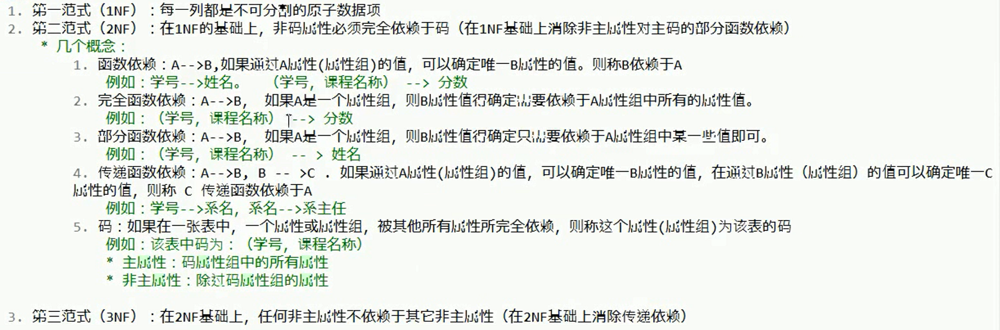 1. 第一范式（1NF）：每一列都是不可分割的原子数据项
2. 第二范式（2NF）：在1NF的基础上，非码属性必须完全依赖于码（在1NF基础上消除非主属性对主码的部分函数依赖）
* 几个概念：
1. 函数依赖：A-->B,如果通过A属性(属性组)的值，可以确定唯一B属性的值。则称B依赖于A
例如：学号-->姓名。 （学号，课程名称） --> 分数
2. 完全函数依赖：A-->B， 如果A是一个属性组，则B属性值得确定需要依赖于A属性组中所有的属性值。
例如：（学号，课程名称） --> 分数
3. 部分函数依赖：A-->B， 如果A是一个属性组，则B属性值得确定只需要依赖于A属性组中某一些值即可。
例如：（学号，课程名称） -- > 姓名
4. 传递函数依赖：A-->B, B -- >C . 如果通过A属性(属性组)的值，可以确定唯一B属性的值，在通过B属性（属性组）的值可以确定唯一C
属性的值，则称 C 传递函数依赖于A
例如：学号-->系名，系名-->系主任
5. 码：如果在一张表中，一个属性或属性组，被其他所有属性所完全依赖，则称这个属性(属性组)为该表的码
例如：该表中码为：（学号，课程名称）
* 主属性：码属性组中的所有属性
* 非主属性：除过码属性组的属性
3. 第三范式（3NF）：在2NF基础上，任何非主属性不依赖于其它非主属性（在2NF基础上消除传递依赖）